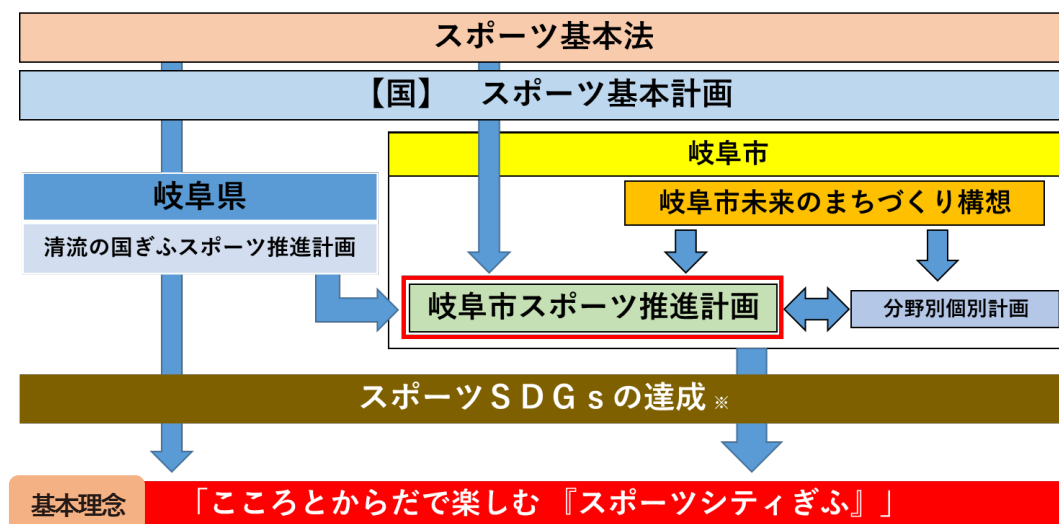 スポーツ基本法
【国】　スポーツ基本計画
岐阜市
岐阜県
岐阜市未来のまちづくり構想
清流の国ぎふスポーツ推進計画
岐阜市スポーツ推進計画
分野別個別計画
スポーツＳＤＧｓの達成 ※
基本理念
「こころとからだで楽しむ 『スポーツシティぎふ』」